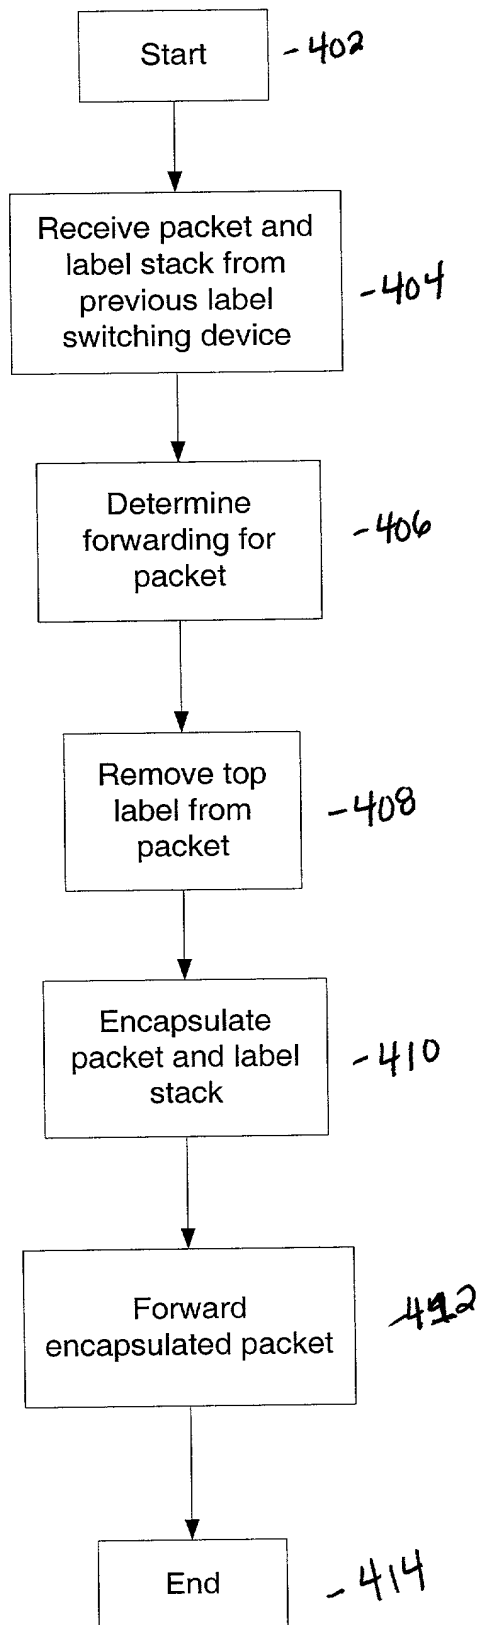 Start
-402
Receive packet and
label stack from
previous label
switching device
-404
Determine
forwarding for
packet
-406
Remove top
label from
packet
-408
Encapsulate
packet and label
stack
-410
Forward
encapsulated packet
-412
End
-414